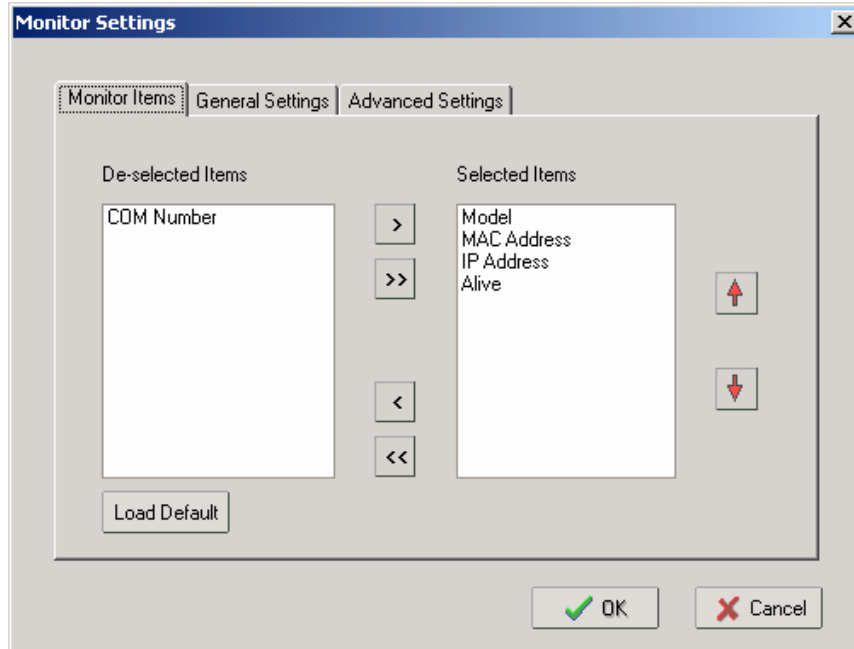 Monitor Settings
Monitor Items
General Settings
Advanced Settings
De-selected Items
Selected Items
COM Number
>
>>
<
<<
Model
MAC Address
IP Address
Alive
Load Default
OK
Cancel